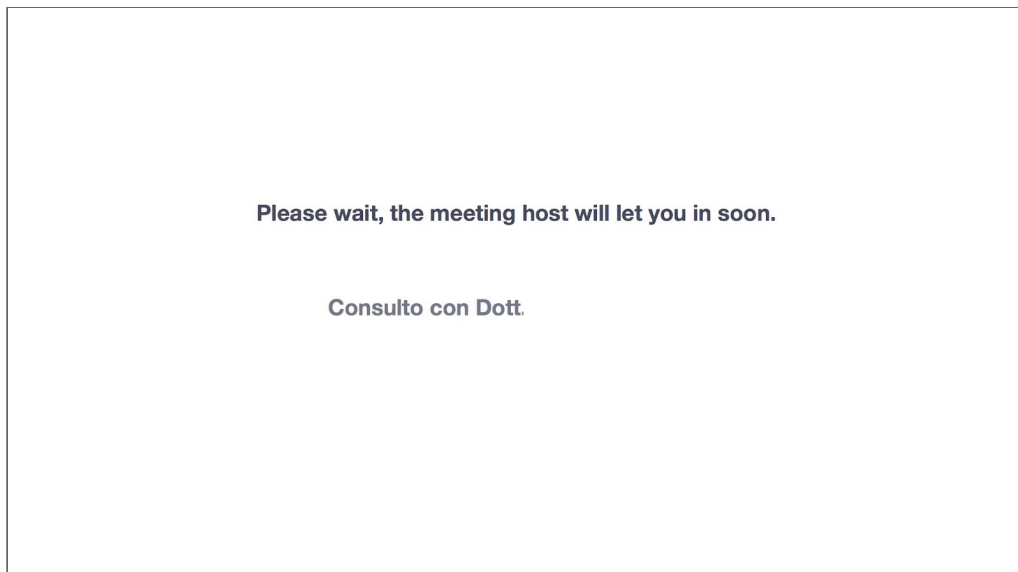 Please wait, the meeting host will let you in soon.
Consulto con Dott.